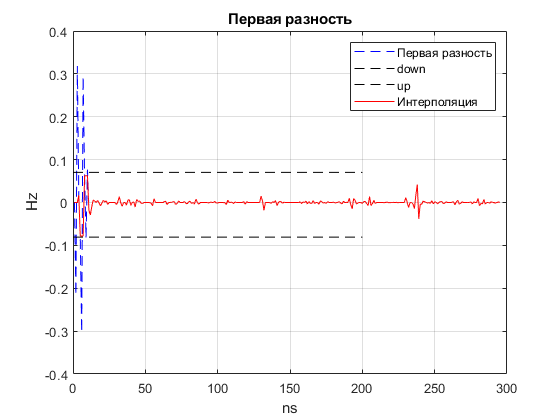 Первая разность
0.4
0.3
0.2
0.1
0
-0.1
-0.2
-0.3
-0.4
Hz
Первая разность
down
up
Интерполяция
0 50 100 150 200 250 300
ns